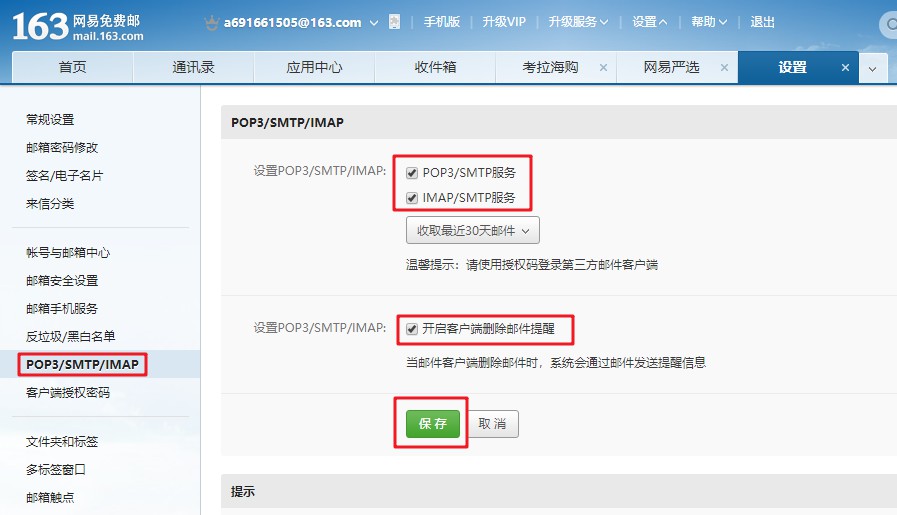 163 网易免费邮
mail.163.com
a691661505@163.com 手机版 升级VIP 升级服务 设置 帮助 退出
首页 通讯录 应用中心 收件箱 考拉海购 × 网易严选 × 设置 ×
常规设置
邮箱密码修改
签名/电子名片
来信分类
帐号与邮箱中心
邮箱安全设置
邮箱手机服务
反垃圾/黑白名单
POP3/SMTP/IMAP
客户端授权密码
文件夹和标签
多标签窗口
邮箱触点
POP3/SMTP/IMAP
设置POP3/SMTP/IMAP: POP3/SMTP服务
IMAP/SMTP服务
收取最近30天邮件
温馨提示：请使用授权码登录第三方邮件客户端
设置POP3/SMTP/IMAP: 开启客户端删除邮件提醒
当邮件客户端删除邮件时，系统会通过邮件发送提醒信息
保 存 取 消
提示